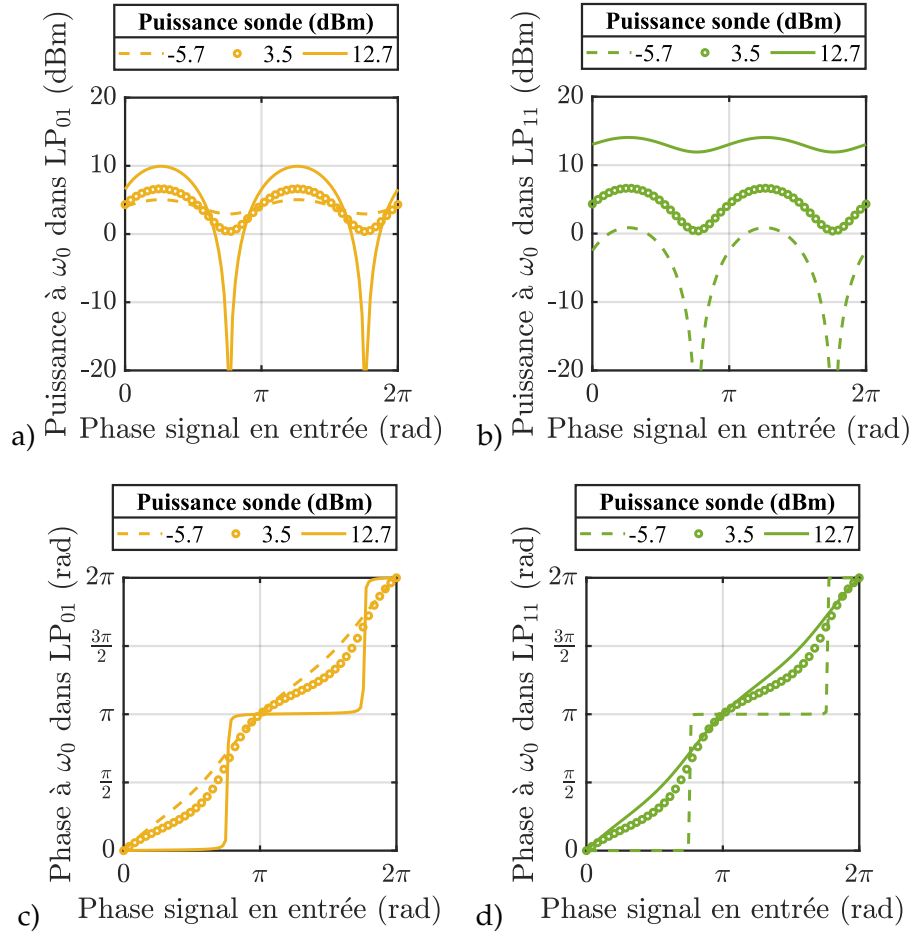 Puissance sonde (dBm)
-5.7 3.5 12.7
Puissance à ω0 dans LP01 (dBm)
20
10
0
-10
-20
0 π 2π
Phase signal en entrée (rad)
a)
Puissance sonde (dBm)
-5.7 3.5 12.7
Puissance à ω0 dans LP11 (dBm)
20
10
0
-10
-20
0 π 2π
Phase signal en entrée (rad)
b)
Puissance sonde (dBm)
-5.7 3.5 12.7
Phase à ω0 dans LP01 (rad)
2π
3π/2
π
π/2
0
0 π 2π
Phase signal en entrée (rad)
c)
Puissance sonde (dBm)
-5.7 3.5 12.7
Phase à ω0 dans LP11 (rad)
2π
3π/2
π
π/2
0
0 π 2π
Phase signal en entrée (rad)
d)